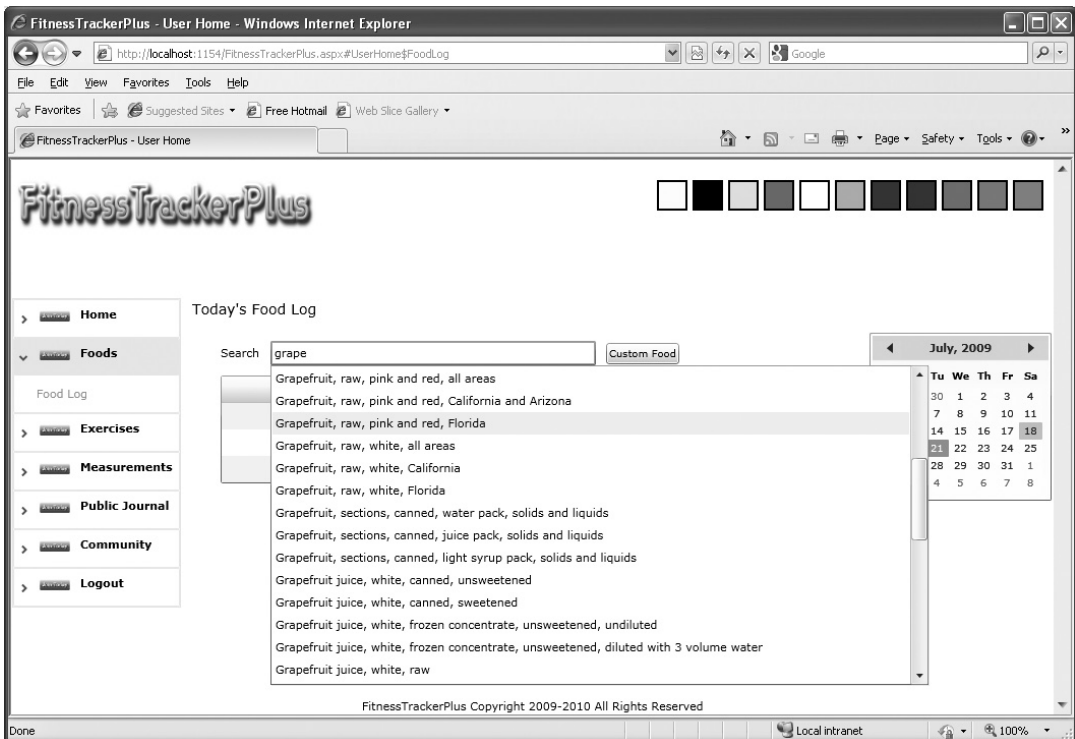 FitnessTrackerPlus - User Home - Windows Internet Explorer
http://localhost:1154/FitnessTrackerPlus.aspx#UserHome$FoodLog
Google
File Edit View Favorites Tools Help
Favorites Suggested Sites Free Hotmail Web Slice Gallery
FitnessTrackerPlus - User Home
Page Safety Tools »
FitnessTrackerPlus
Home
Foods
Food Log
Exercises
Measurements
Public Journal
Community
Logout
Today's Food Log
Search grape Custom Food
Grapefruit, raw, pink and red, all areas
Grapefruit, raw, pink and red, California and Arizona
Grapefruit, raw, pink and red, Florida
Grapefruit, raw, white, all areas
Grapefruit, raw, white, California
Grapefruit, raw, white, Florida
Grapefruit, sections, canned, water pack, solids and liquids
Grapefruit, sections, canned, juice pack, solids and liquids
Grapefruit, sections, canned, light syrup pack, solids and liquids
Grapefruit juice, white, canned, unsweetened
Grapefruit juice, white, canned, sweetened
Grapefruit juice, white, frozen concentrate, unsweetened, undiluted
Grapefruit juice, white, frozen concentrate, unsweetened, diluted with 3 volume water
Grapefruit juice, white, raw
July, 2009
Tu We Th Fr Sa
30 1 2 3 4
7 8 9 10 11
14 15 16 17 18
21 22 23 24 25
28 29 30 31 1
4 5 6 7 8
FitnessTrackerPlus Copyright 2009-2010 All Rights Reserved
Done Local intranet 100%